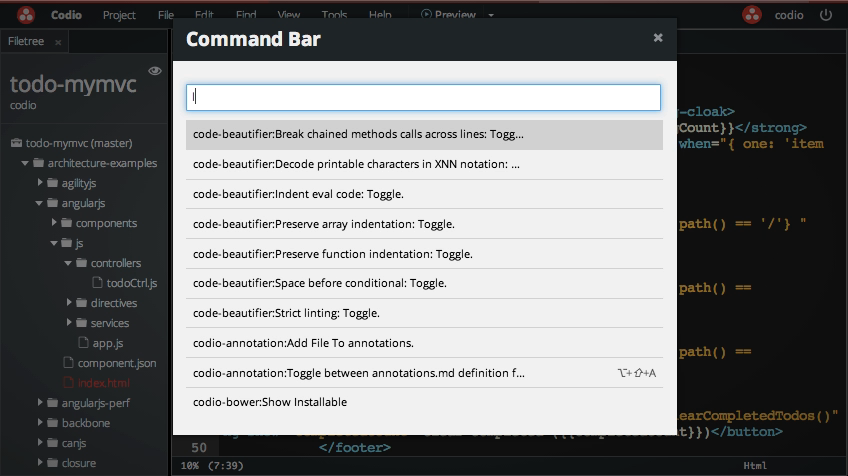 Codio Project File Edit Find View Tools Help Preview codio
Filetree ×
Command Bar
todo-mymvc
codio
todo-mymvc (master)
architecture-examples
agilityjs
angularjs
components
js
controllers
todoCtrl.js
directives
services
app.js
component.json
index.html
angularjs-perf
backbone
canjs
closure
code-beautifier:Break chained methods calls across lines: Togg...
code-beautifier:Decode printable characters in XNN notation: ...
code-beautifier:Indent eval code: Toggle.
code-beautifier:Preserve array indentation: Toggle.
code-beautifier:Preserve function indentation: Toggle.
code-beautifier:Space before conditional: Toggle.
code-beautifier:Strict linting: Toggle.
codio-annotation:Add File To annotations.
codio-annotation:Toggle between annotations.md definition f... ⌥+⇧+A
codio-bower:Show Installable
-cloak>
Count}}</strong>
when="{ one: 'item
path() == '/'} "
path() ==
path() ==
earCompletedTodos()"
}})</button>
50 </footer>
10% (7:39) Html